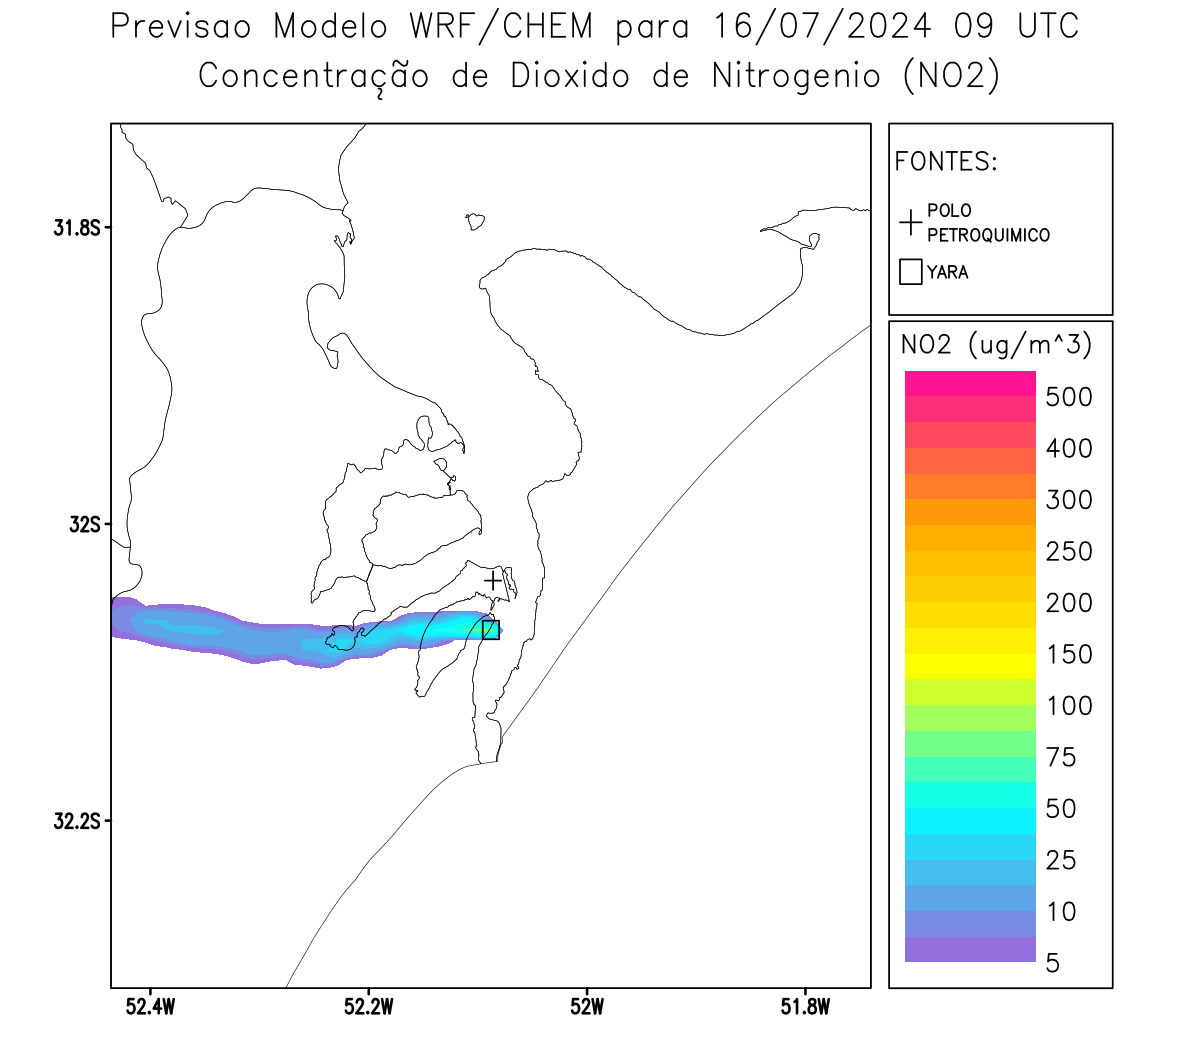 Previsao Modelo WRF/CHEM para 16/07/2024 09 UTC
Concentração de Dioxido de Nitrogenio (NO2)
FONTES:
POLO
PETROQUIMICO
YARA
NO2 (ug/m^3)
500
400
300
250
200
150
100
75
50
25
10
5
31.8S
32S
32.2S
52.4W
52.2W
52W
51.8W